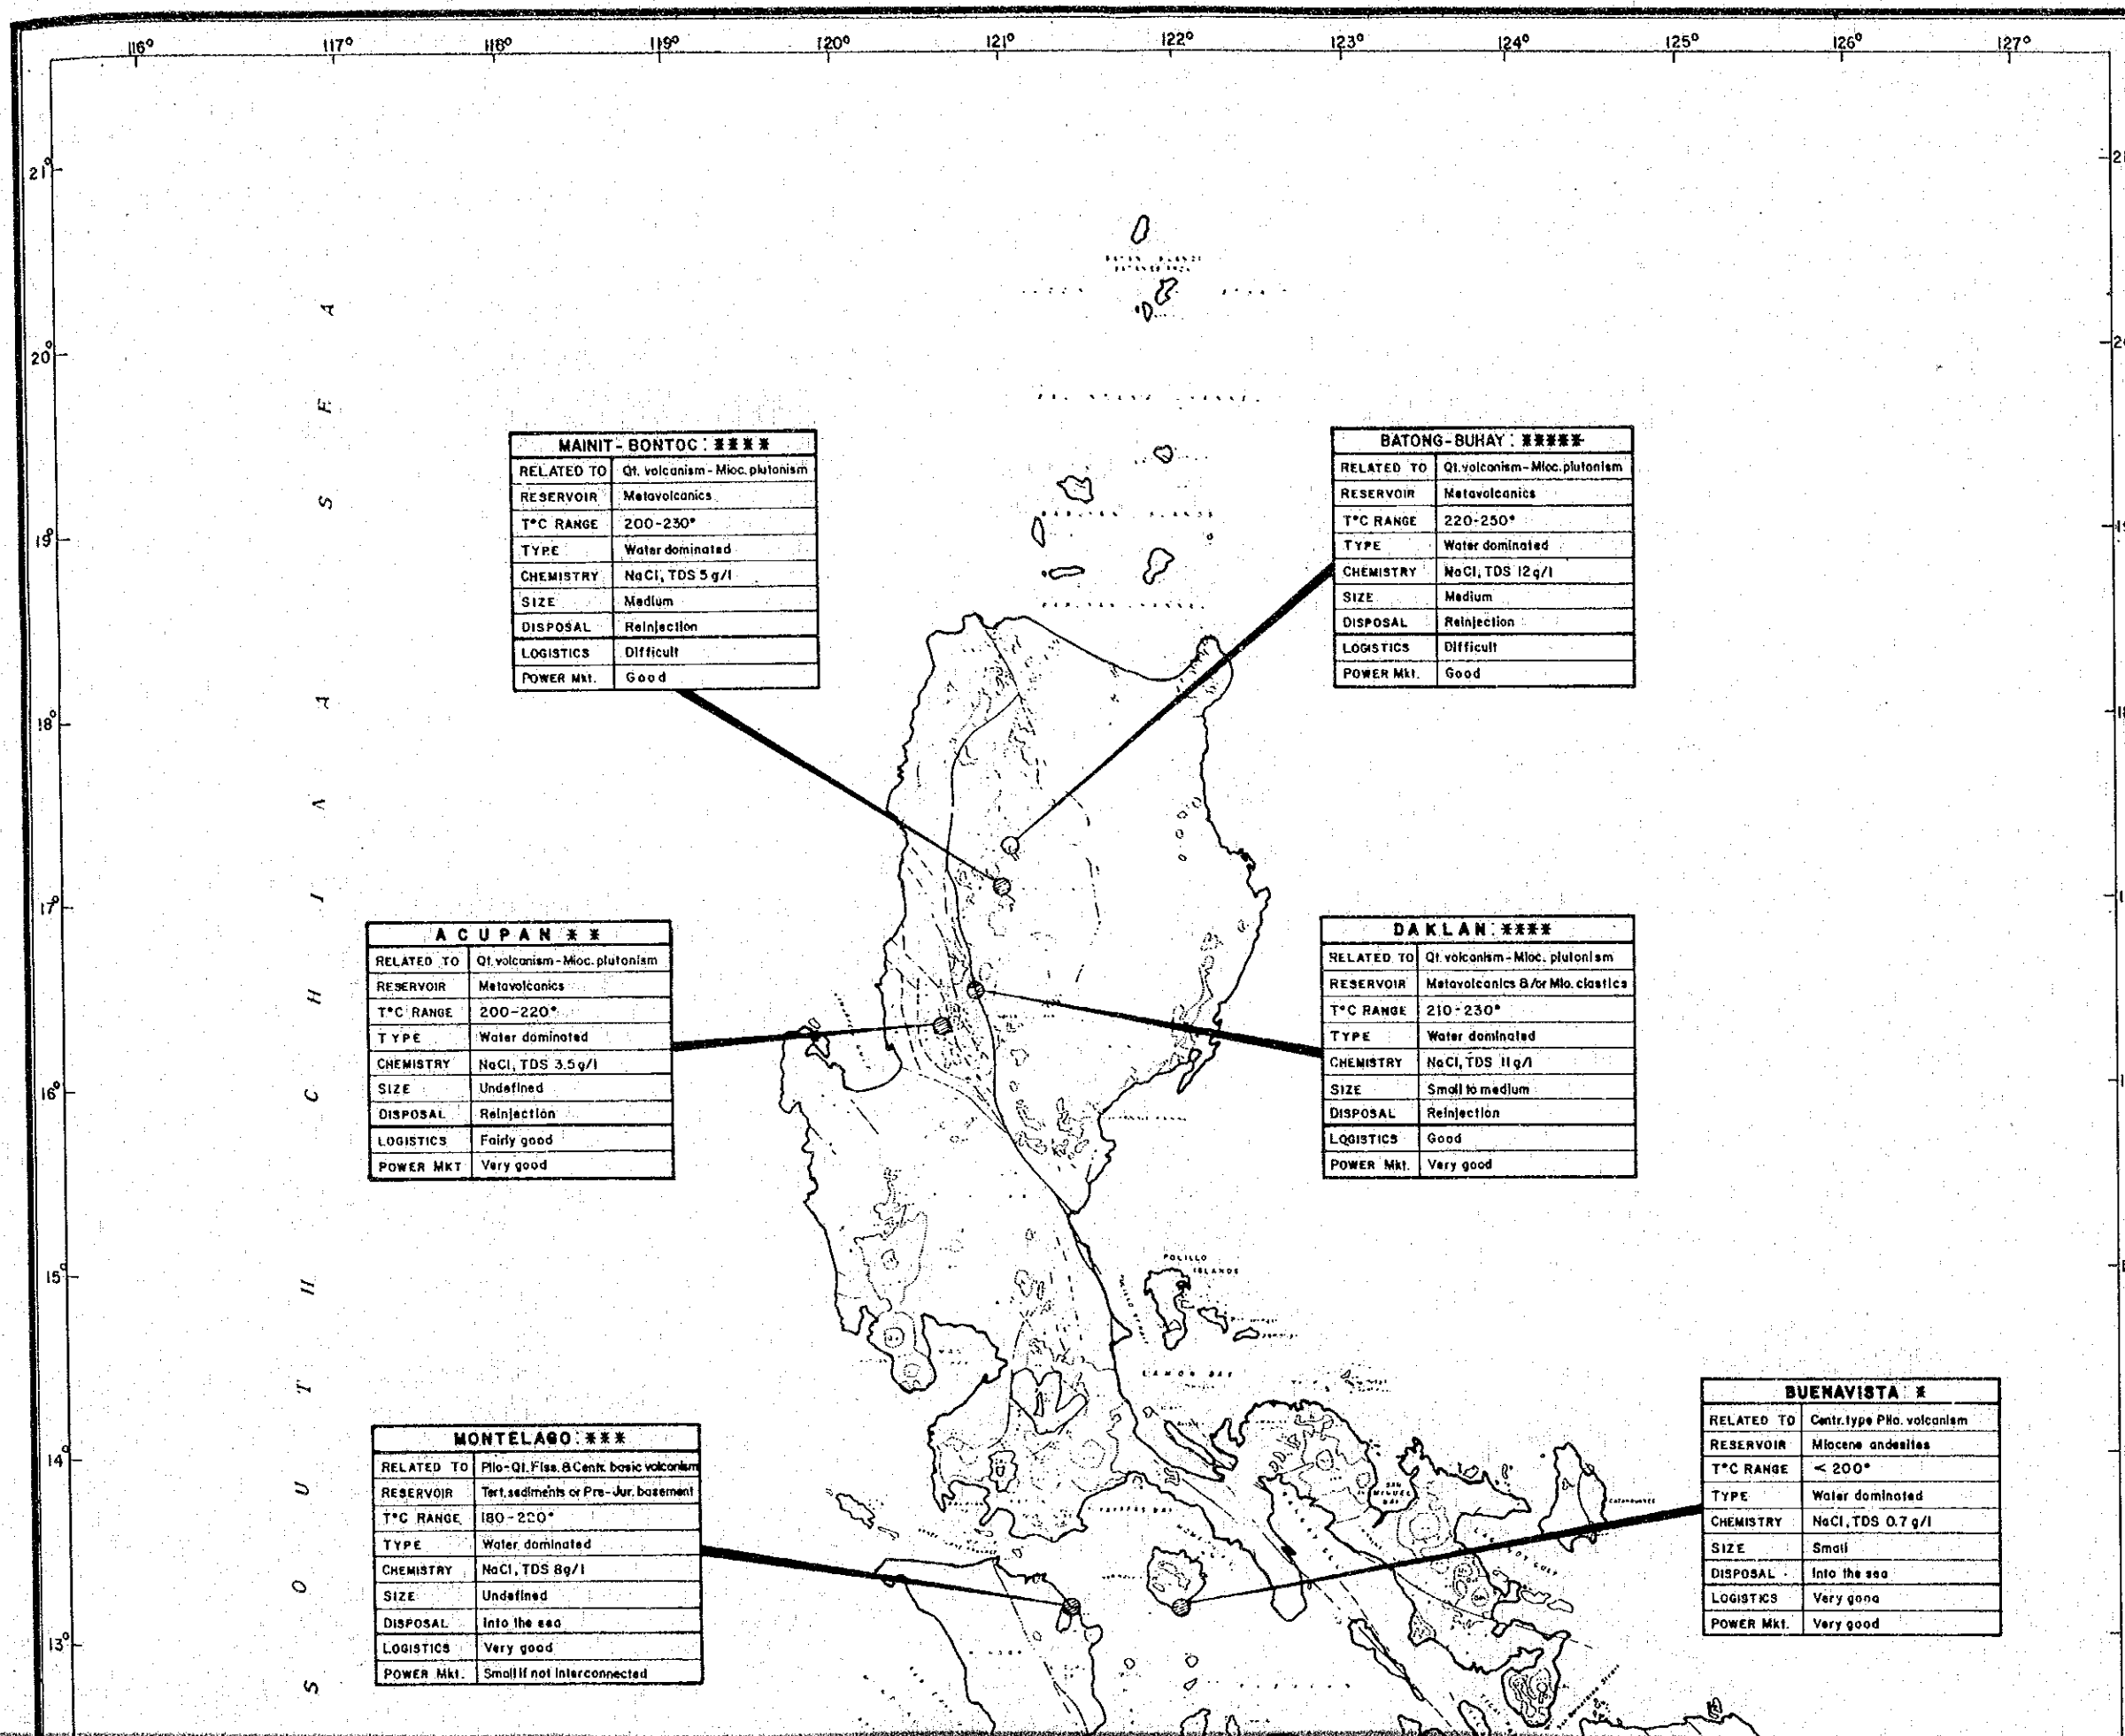 116° 117° 118° 119° 120° 121° 122° 123° 124° 125° 126° 127°
21°
20°
19°
18°
17°
16°
15°
14°
13°
SOUTH CHINA SEA
MAINIT-BONTOC: ****
RELATED TO Qt. volcanism-Mioc. plutonism
RESERVOIR Metavolcanics
T°C RANGE 200-230°
TYPE Water dominated
CHEMISTRY NaCl, TDS 5 g/l
SIZE Medium
DISPOSAL Reinjection
LOGISTICS Difficult
POWER Mkt. Good
BATONG-BUHAY: *****
RELATED TO Qt. volcanism-Mioc. plutonism
RESERVOIR Metavolcanics
T°C RANGE 220-250°
TYPE Water dominated
CHEMISTRY NaCl, TDS 12 g/l
SIZE Medium
DISPOSAL Reinjection
LOGISTICS Difficult
POWER Mkt. Good
ACUPAN **
RELATED TO Qt. volcanism-Mioc. plutonism
RESERVOIR Metavolcanics
T°C RANGE 200-220°
TYPE Water dominated
CHEMISTRY NaCl, TDS 3.5 g/l
SIZE Undefined
DISPOSAL Reinjection
LOGISTICS Fairly good
POWER MKT Very good
DAKLAN: ****
RELATED TO Qt. volcanism-Mioc. plutonism
RESERVOIR Metavolcanics &/or Mio. clastics
T°C RANGE 210-230°
TYPE Water dominated
CHEMISTRY NaCl, TDS 11 g/l
SIZE Small to medium
DISPOSAL Reinjection
LOGISTICS Good
POWER Mkt. Very good
POLILLO
ISLANDS
LAMON BAY
SAN
MIGUEL
BAY
MONTELAGO: ***
RELATED TO Plio-Qt. Fiss. & Centr. basic volcanism
RESERVOIR Tert. sediments or Pre-Jur. basement
T°C RANGE 180-220°
TYPE Water dominated
CHEMISTRY NaCl, TDS 8 g/l
SIZE Undefined
DISPOSAL Into the sea
LOGISTICS Very good
POWER Mkt. Small if not interconnected
BUENAVISTA *
RELATED TO Centr. type Plio. volcanism
RESERVOIR Miocene andesites
T°C RANGE < 200°
TYPE Water dominated
CHEMISTRY NaCl, TDS 0.7 g/l
SIZE Small
DISPOSAL Into the sea
LOGISTICS Very good
POWER Mkt. Very good